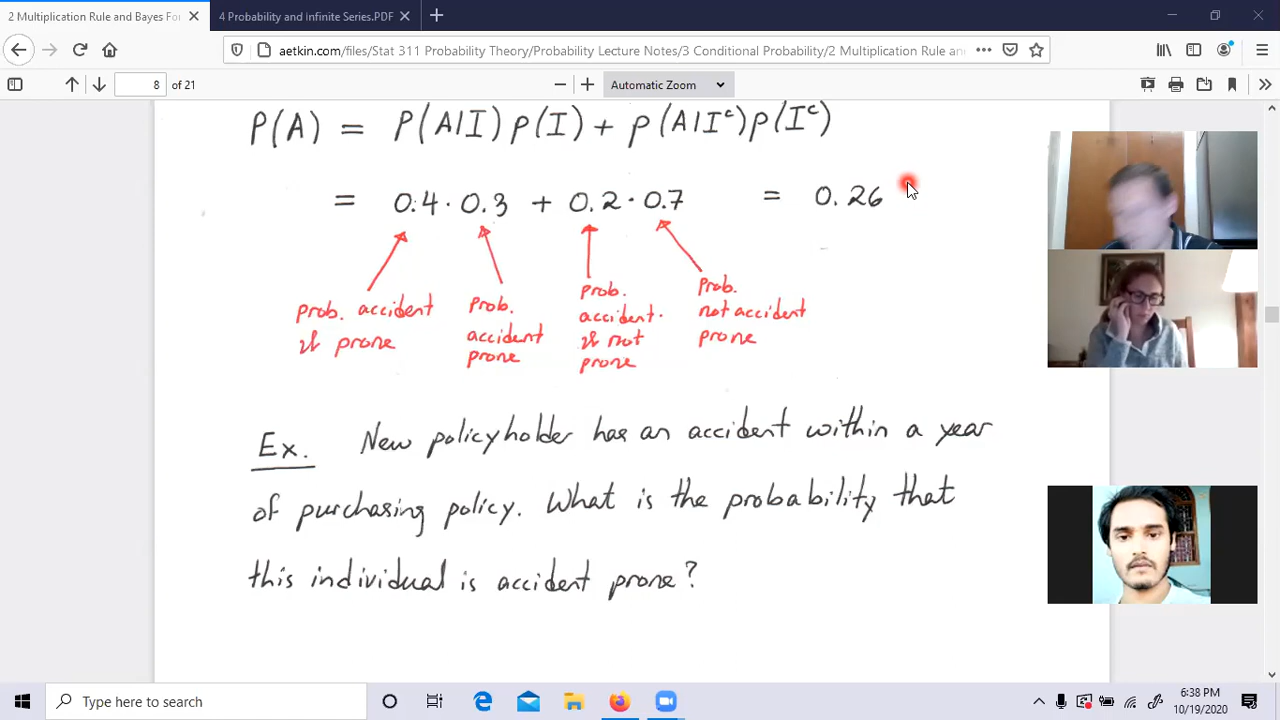 2 Multiplication Rule and Bayes For
4 Probability and Infinite Series.PDF
aetkin.com/files/Stat 311 Probability Theory/Probability Lecture Notes/3 Conditional Probability/2 Multiplication Rule and
8 of 21
Automatic Zoom
P(A) = P(A|I) p(I) + p(A|Iᶜ)p(Iᶜ)
= 0.4 · 0.3 + 0.2 · 0.7 = 0.26
prob. accident if prone
prob. accident prone
prob. accident. if not prone
prob. not accident prone
Ex. New policyholder has an accident within a year
of purchasing policy. What is the probability that
this individual is accident prone?
Type here to search
6:38 PM
10/19/2020